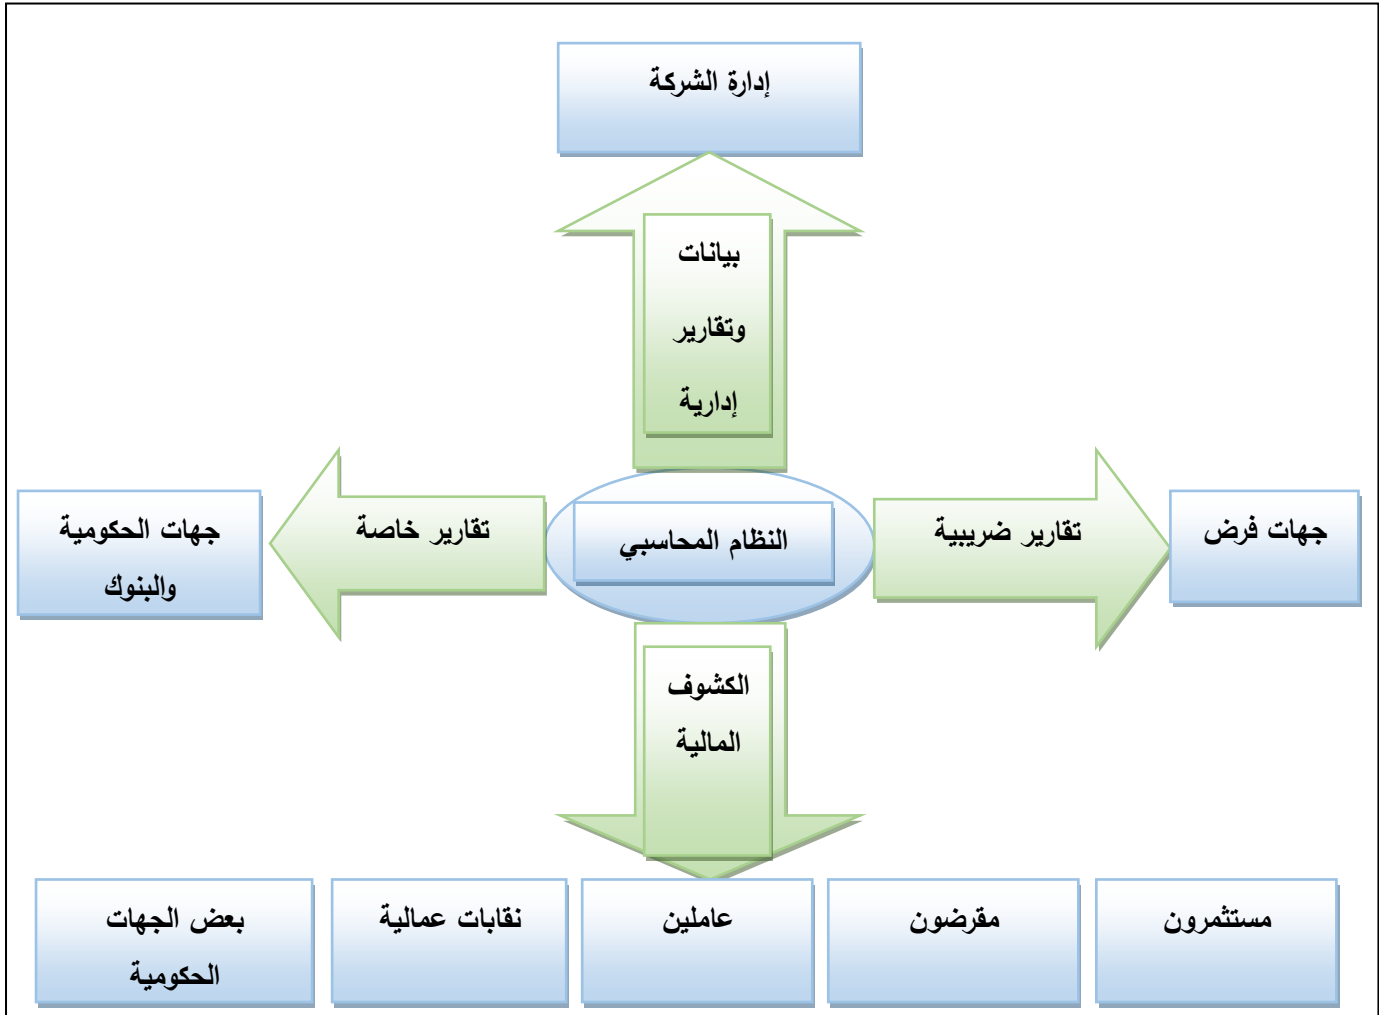 إدارة الشركة
بيانات
وتقارير
إدارية
جهات فرض
تقارير ضريبية
النظام المحاسبي
تقارير خاصة
جهات الحكومية
والبنوك
الكشوف
المالية
مستثمرون
مقرضون
عاملين
نقابات عمالية
بعض الجهات
الحكومية